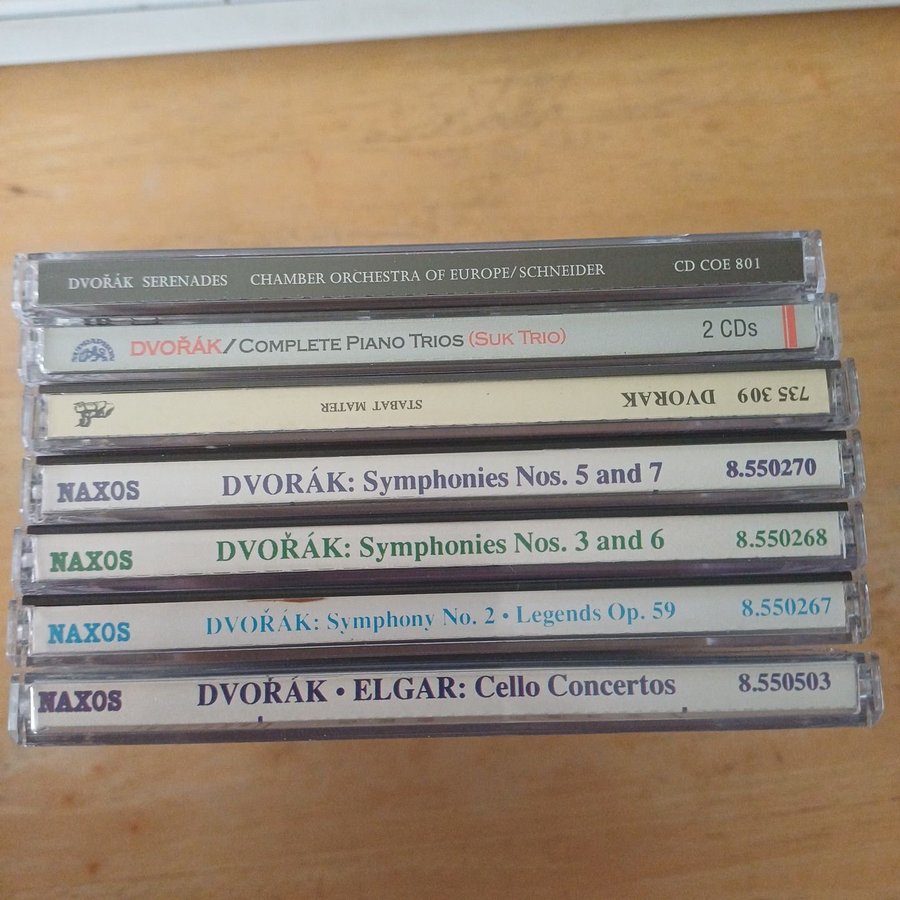 DVOŘÁK SERENADES CHAMBER ORCHESTRA OF EUROPE/SCHNEIDER CD COE 801
SUPRAPHON DVOŘÁK/COMPLETE PIANO TRIOS (SUK TRIO) 2 CDs
735 309 DVORAK STABAT MATER
NAXOS DVOŘÁK: Symphonies Nos. 5 and 7 8.550270
NAXOS DVOŘÁK: Symphonies Nos. 3 and 6 8.550268
NAXOS DVOŘÁK: Symphony No. 2 • Legends Op. 59 8.550267
NAXOS DVOŘÁK • ELGAR: Cello Concertos 8.550503